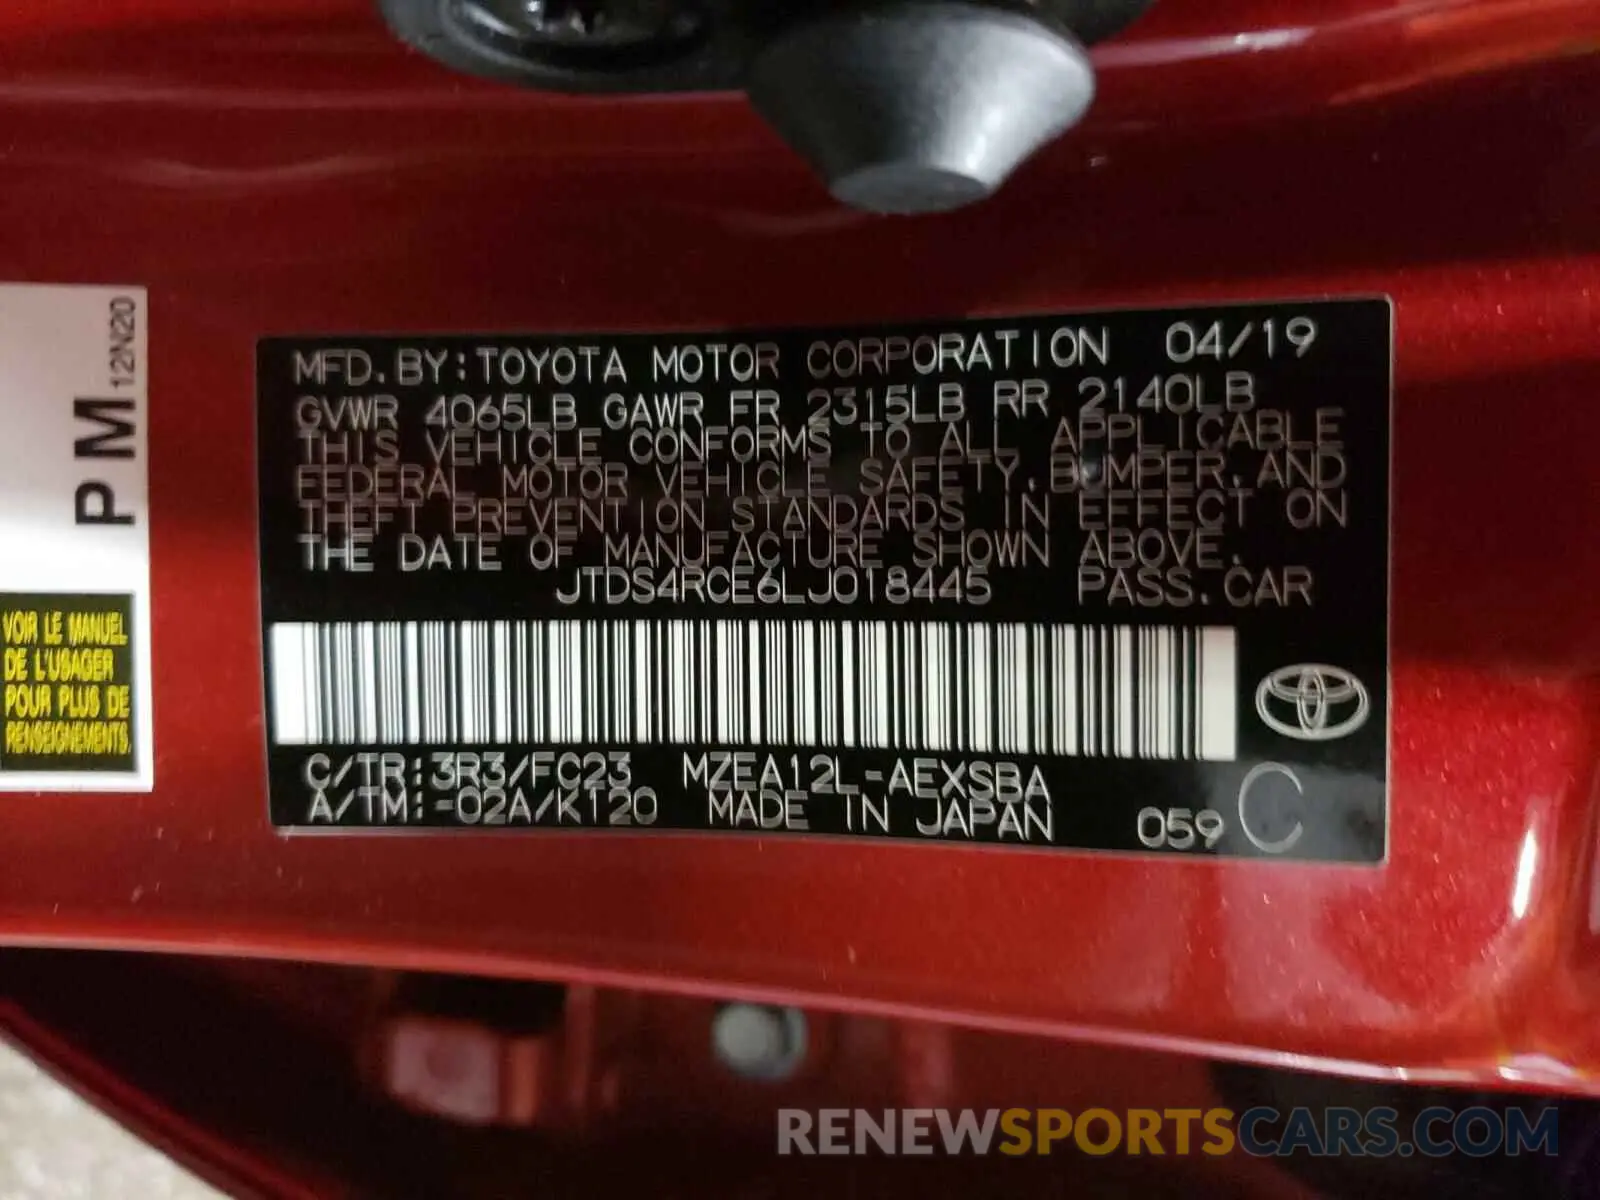 MFD. BY: TOYOTA MOTOR CORPORATION 04/19
GVWR 4065LB GAWR FR 2315LB RR 2140LB
THIS VEHICLE CONFORMS TO ALL APPLICABLE
FEDERAL MOTOR VEHICLE SAFETY, BUMPER, AND
THEFT PREVENTION STANDARDS IN EFFECT ON
THE DATE OF MANUFACTURE SHOWN ABOVE.
JTDS4RCE6LJ018445 PASS. CAR
C/TR: 3R3/FC23 MZEA12L-AEXSBA
A/TM: -02A/K120 MADE IN JAPAN 059 C
PM 12N20
VOIR LE MANUEL
DE L'USAGER
POUR PLUS DE
RENSEIGNEMENTS.
RENEWSPORTSCARS.COM